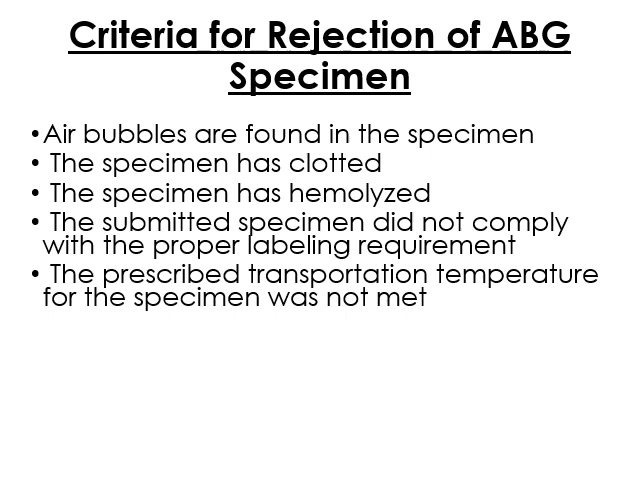 Criteria for Rejection of ABG
Specimen
•Air bubbles are found in the specimen
• The specimen has clotted
• The specimen has hemolyzed
• The submitted specimen did not comply
with the proper labeling requirement
• The prescribed transportation temperature
for the specimen was not met